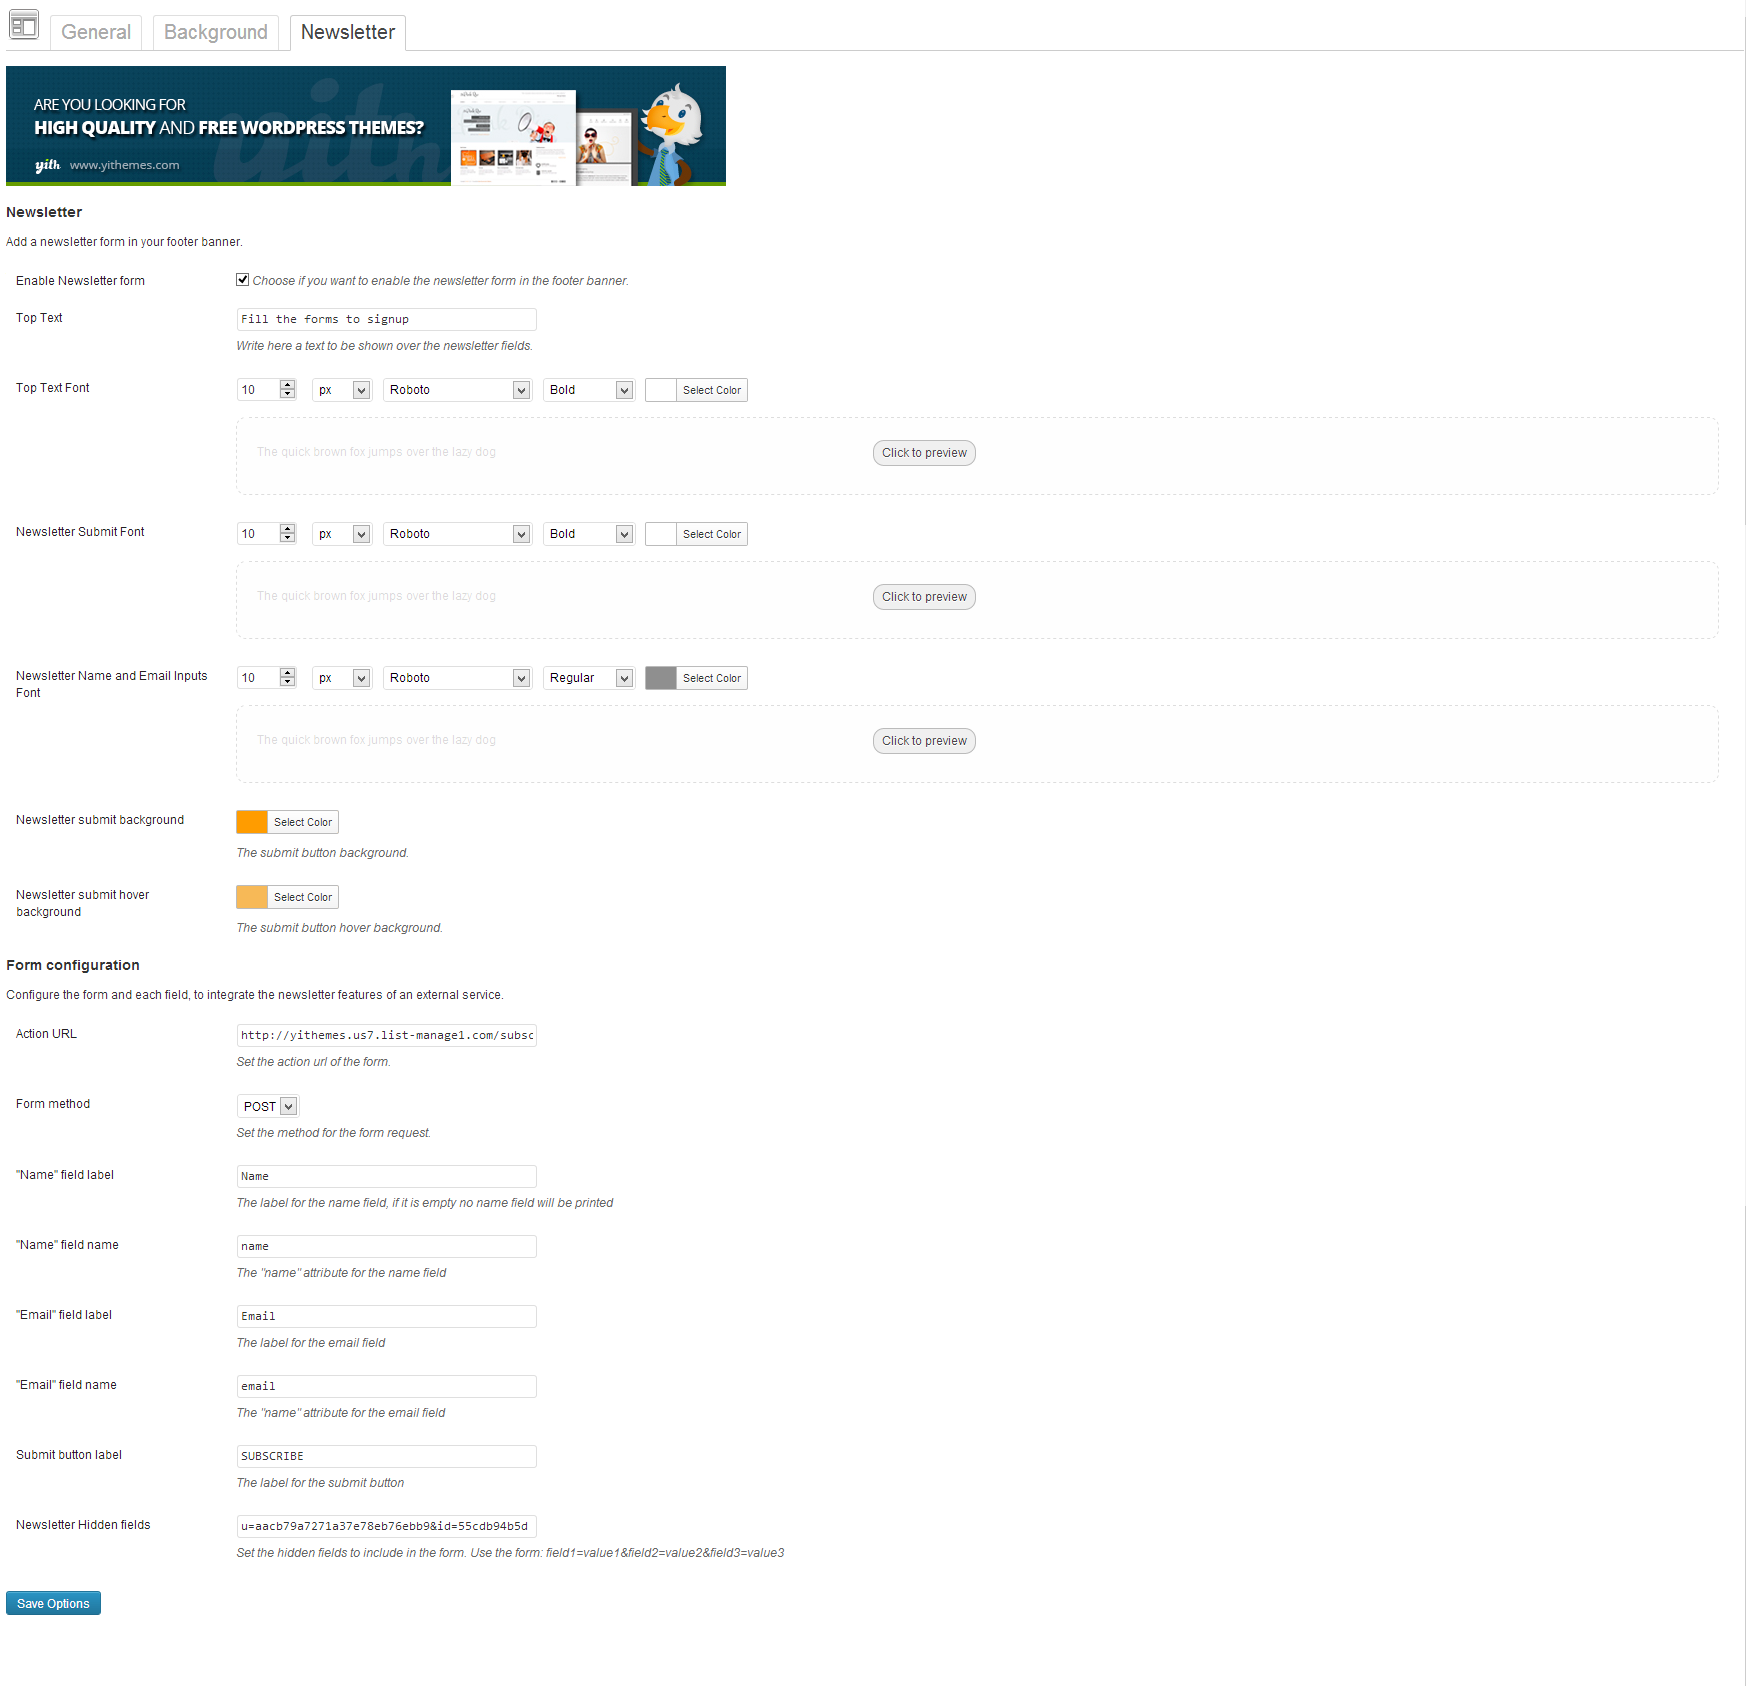 General
Background
Newsletter
ARE YOU LOOKING FOR
HIGH QUALITY AND FREE WORDPRESS THEMES?
yith www.yithemes.com
Newsletter
Add a newsletter form in your footer banner.
Enable Newsletter form
Choose if you want to enable the newsletter form in the footer banner.
Top Text
Fill the forms to signup
Write here a text to be shown over the newsletter fields.
Top Text Font
10 px Roboto Bold Select Color
The quick brown fox jumps over the lazy dog
Click to preview
Newsletter Submit Font
10 px Roboto Bold Select Color
The quick brown fox jumps over the lazy dog
Click to preview
Newsletter Name and Email Inputs
Font
10 px Roboto Regular Select Color
The quick brown fox jumps over the lazy dog
Click to preview
Newsletter submit background
Select Color
The submit button background.
Newsletter submit hover
background
Select Color
The submit button hover background.
Form configuration
Configure the form and each field, to integrate the newsletter features of an external service.
Action URL
http://yithemes.us7.list-manage1.com/subsc
Set the action url of the form.
Form method
POST
Set the method for the form request.
"Name" field label
Name
The label for the name field, if it is empty no name field will be printed
"Name" field name
name
The "name" attribute for the name field
"Email" field label
Email
The label for the email field
"Email" field name
email
The "name" attribute for the email field
Submit button label
SUBSCRIBE
The label for the submit button
Newsletter Hidden fields
u=aacb79a7271a37e78eb76ebb9&id=55cdb94b5d
Set the hidden fields to include in the form. Use the form: field1=value1&field2=value2&field3=value3
Save Options